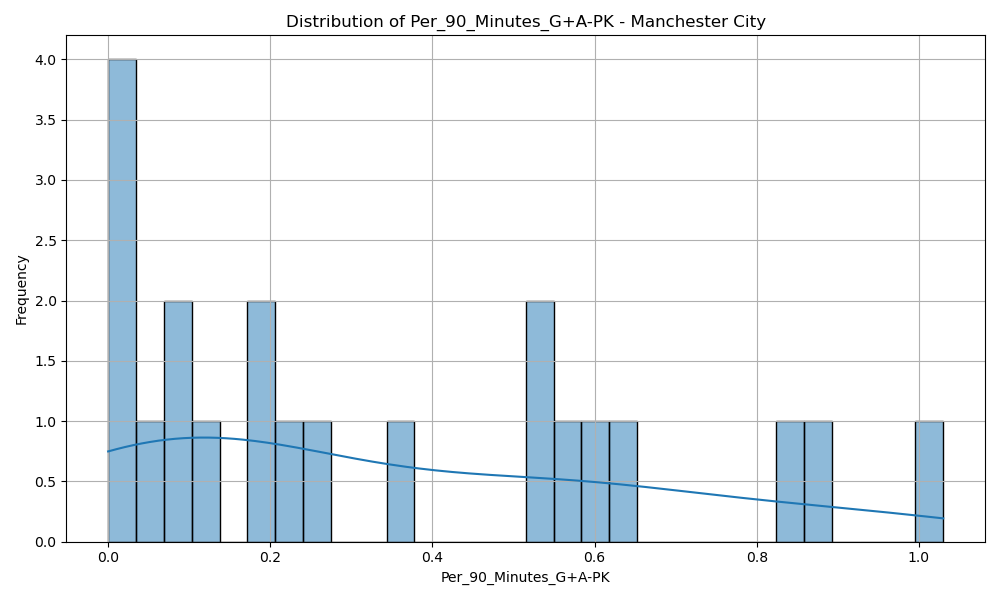 Distribution of Per_90_Minutes_G+A-PK - Manchester City
4.0
3.5
3.0
2.5
2.0
1.5
1.0
0.5
0.0
Frequency
0.0 0.2 0.4 0.6 0.8 1.0
Per_90_Minutes_G+A-PK